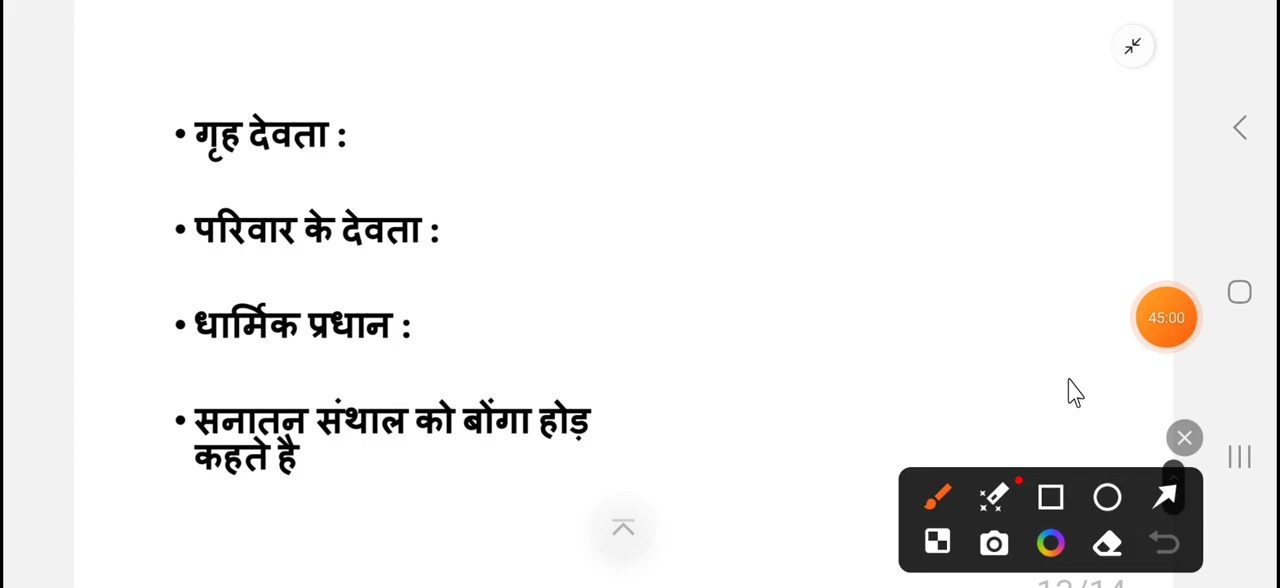 • गृह देवता :
• परिवार के देवता :
• धार्मिक प्रधान :
45:00
• सनातन संथाल को बोंगा होड़
कहते है